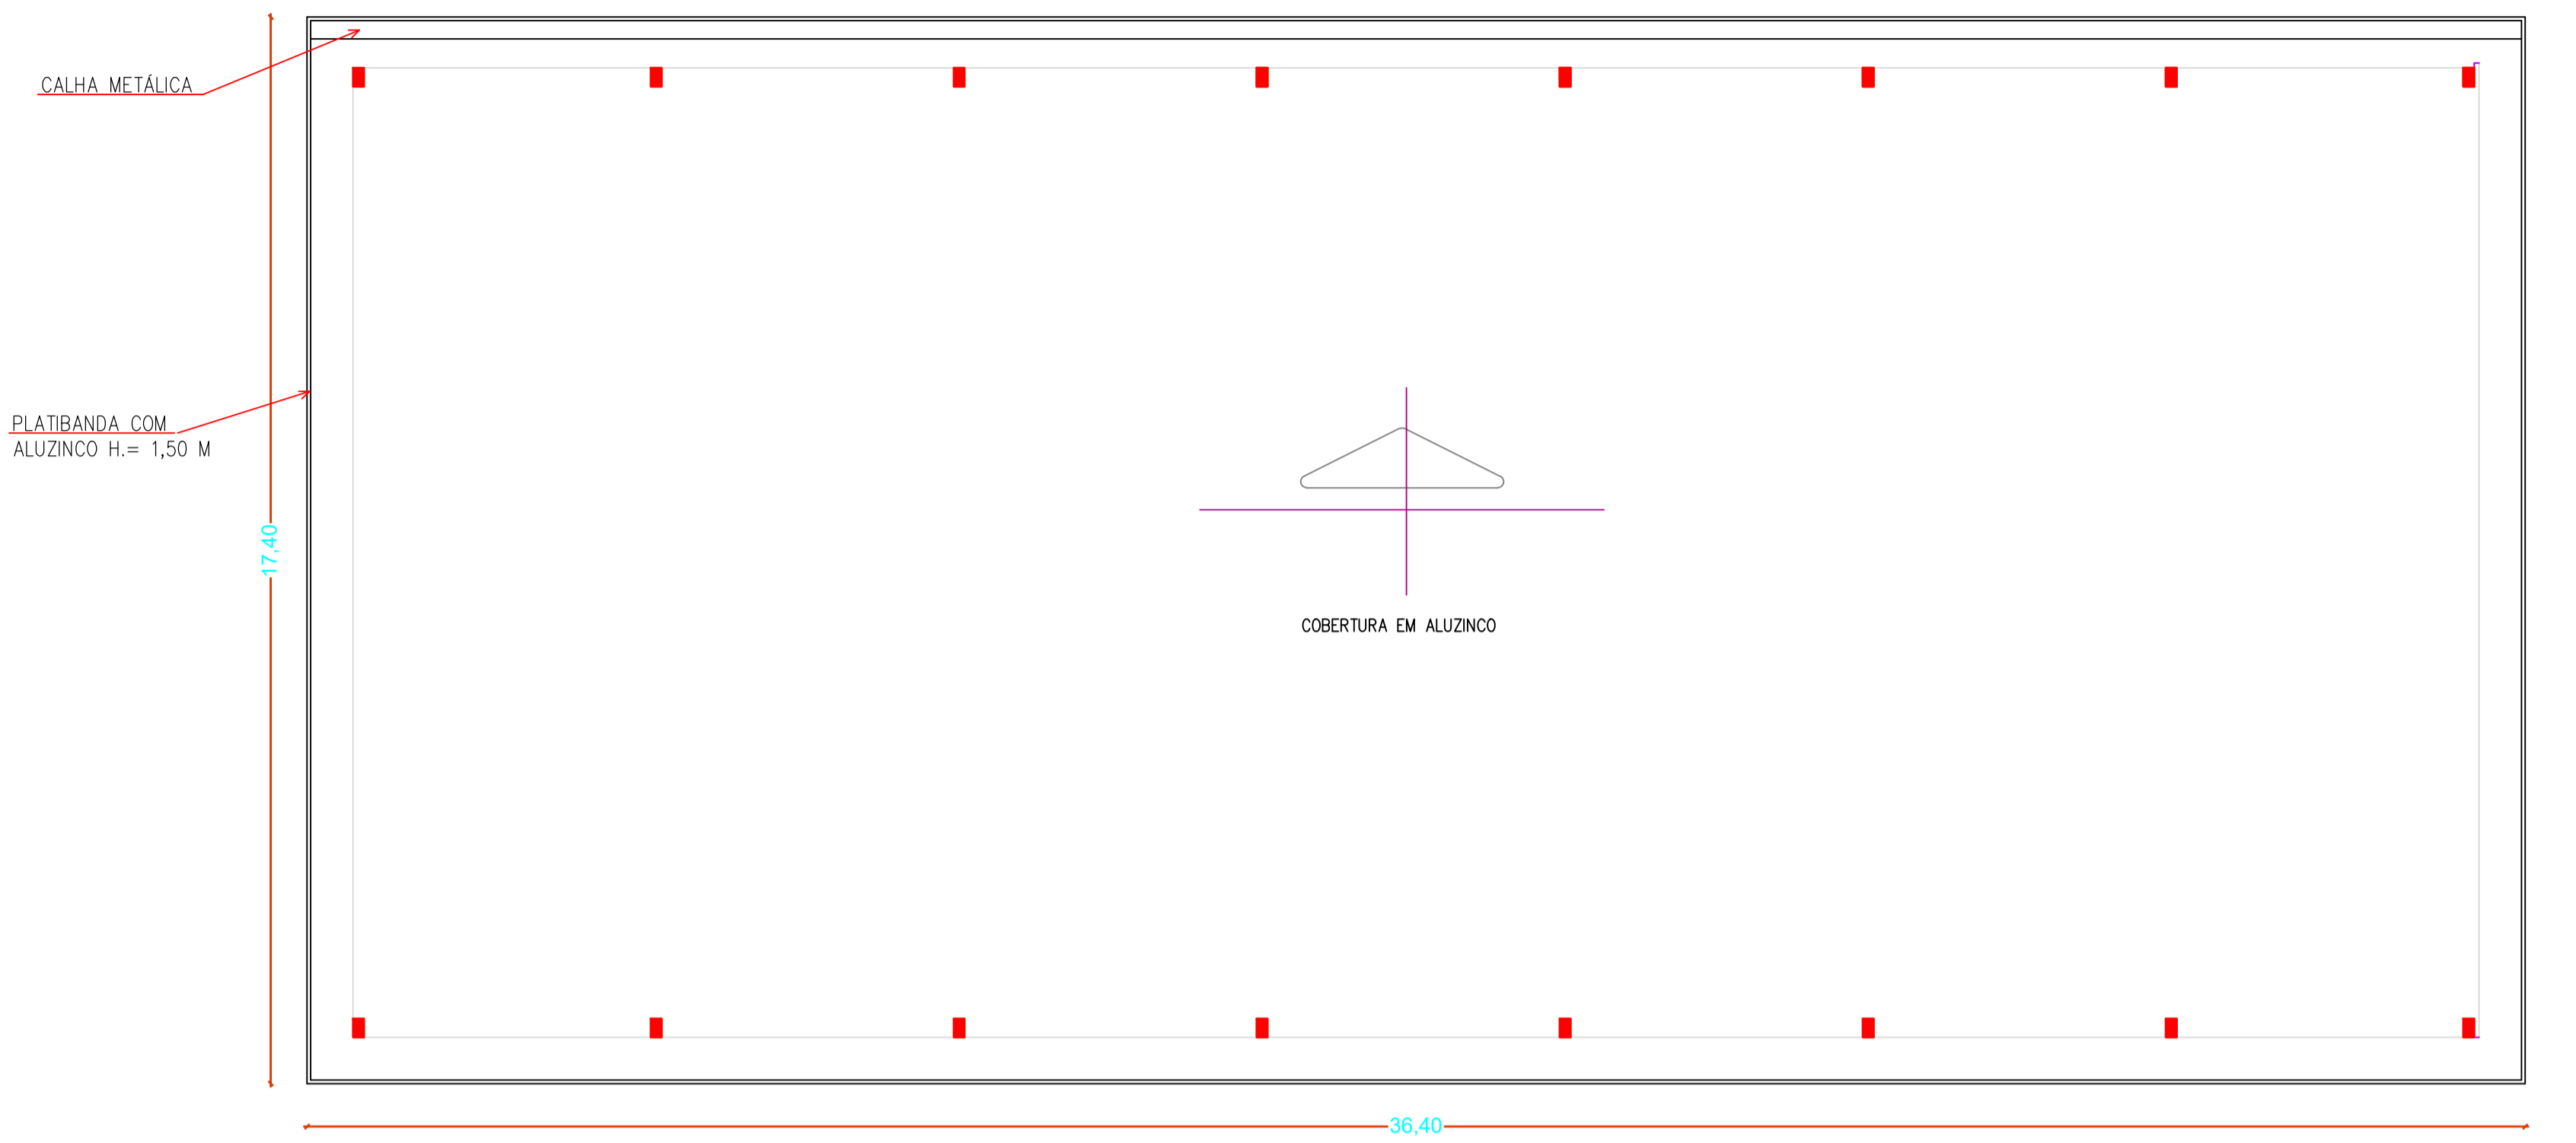 CALHA METÁLICA
PLATIBANDA COM
ALUZINCO H.= 1,50 M
17,40
COBERTURA EM ALUZINCO
36,40